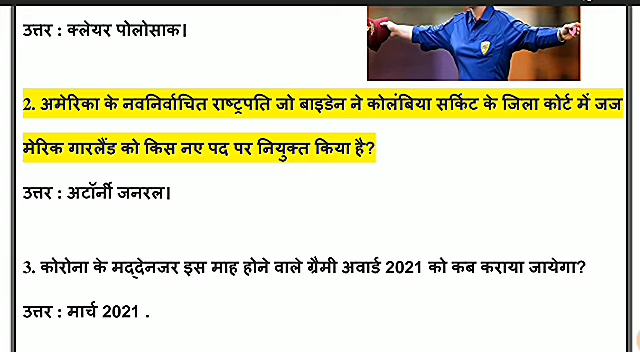 उत्तर : क्लेयर पोलोसाक।
2. अमेरिका के नवनिर्वाचित राष्ट्रपति जो बाइडेन ने कोलंबिया सर्किट के जिला कोर्ट में जज
मेरिक गारलैंड को किस नए पद पर नियुक्त किया है?
उत्तर : अटॉर्नी जनरल।
3. कोरोना के मद्देनजर इस माह होने वाले ग्रैमी अवार्ड 2021 को कब कराया जायेगा?
उत्तर : मार्च 2021 .